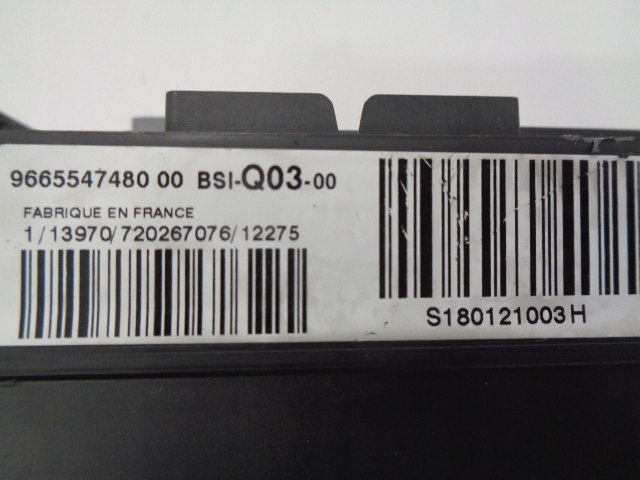 9665547480 00 BSI-Q03-00
FABRIQUE EN FRANCE
1/13970/720267076/12275
S180121003H